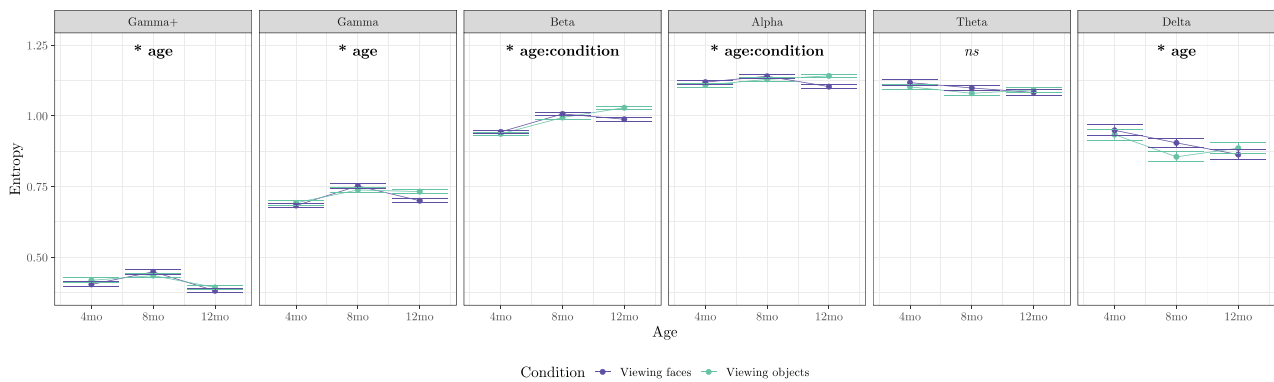 Gamma+ Gamma Beta Alpha Theta Delta
* age * age * age:condition * age:condition ns * age
1.25
1.00
0.75
0.50
Entropy
4mo 8mo 12mo 4mo 8mo 12mo 4mo 8mo 12mo 4mo 8mo 12mo 4mo 8mo 12mo 4mo 8mo 12mo
Age
Condition Viewing faces Viewing objects